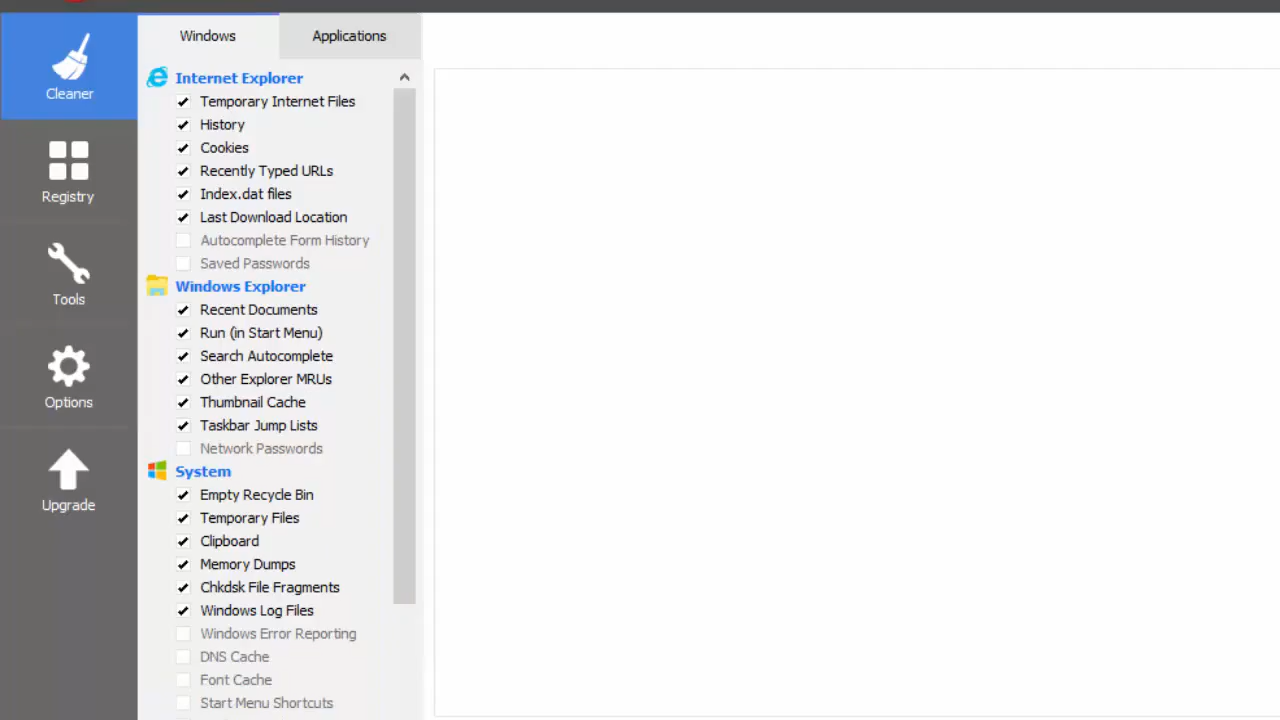 Windows
Applications
Cleaner
Registry
Tools
Options
Upgrade
Internet Explorer
Temporary Internet Files
History
Cookies
Recently Typed URLs
Index.dat files
Last Download Location
Autocomplete Form History
Saved Passwords
Windows Explorer
Recent Documents
Run (in Start Menu)
Search Autocomplete
Other Explorer MRUs
Thumbnail Cache
Taskbar Jump Lists
Network Passwords
System
Empty Recycle Bin
Temporary Files
Clipboard
Memory Dumps
Chkdsk File Fragments
Windows Log Files
Windows Error Reporting
DNS Cache
Font Cache
Start Menu Shortcuts